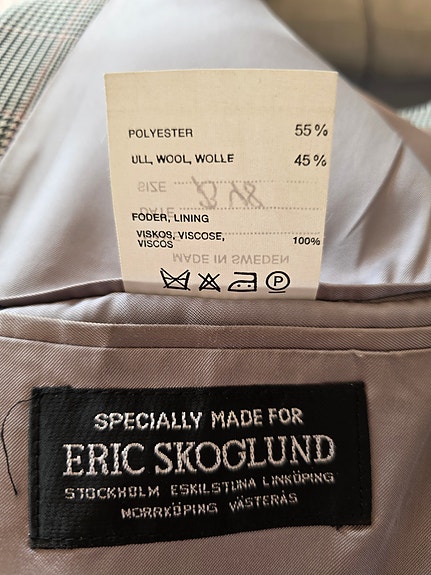 POLYESTER 55%
ULL, WOOL, WOLLE 45%
SIZE
DATE
FODER, LINING
VISKOS, VISCOSE, 100%
VISCOS
MADE IN SWEDEN
P
SPECIALLY MADE FOR
ERIC SKOGLUND
STOCKHOLM ESKILSTUNA LINKÖPING
NORRKÖPING VÄSTERÅS